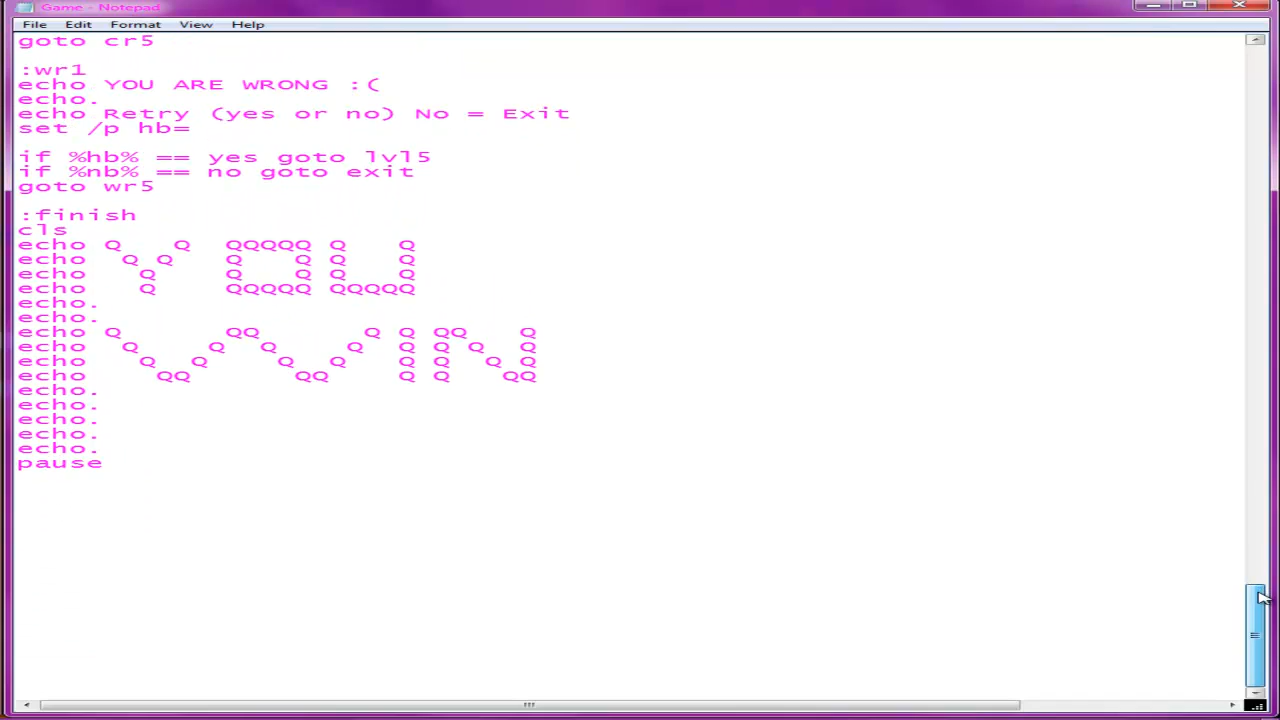 Game - Notepad
File Edit Format View Help
goto cr5
:wr1
echo YOU ARE WRONG :(
echo.
echo Retry (yes or no) No = Exit
set /p hb=
if %hb% == yes goto lvl5
if %nb% == no goto exit
goto wr5
:finish
cls
echo Q      Q    QQQQQ Q      Q
echo   Q  Q      Q      Q Q      Q
echo    Q        Q      Q Q      Q
echo    Q        QQQQQ QQQQQ
echo.
echo.
echo Q            QQ            Q  Q  QQ      Q
echo  Q        Q    Q        Q    Q  Q  Q    Q
echo   Q    Q        Q    Q      Q  Q    Q  Q
echo    QQ            QQ        Q  Q      QQ
echo.
echo.
echo.
echo.
echo.
pause